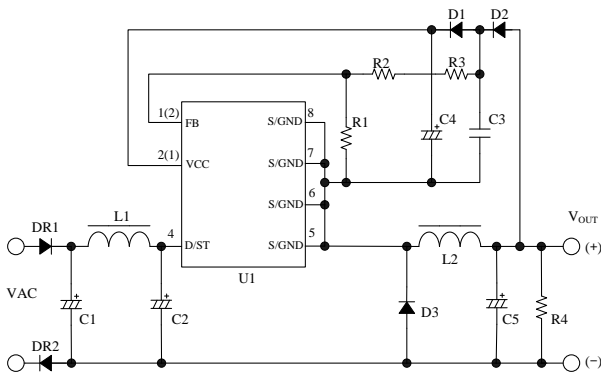 D1 D2
R2 R3
1(2) FB S/GND 8 R1 C4 C3
2(1) VCC S/GND 7
S/GND 6
DR1 L1 4 D/ST S/GND 5 VOUT
U1 L2 (+)
VAC C1 C2 D3 C5 R4
DR2 (−)